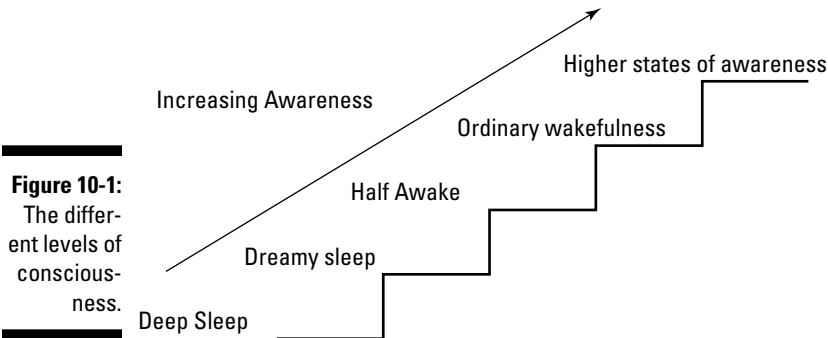 Higher states of awareness
Increasing Awareness
Ordinary wakefulness
Half Awake
Dreamy sleep
Deep Sleep
Figure 10-1:
The differ-
ent levels of
conscious-
ness.